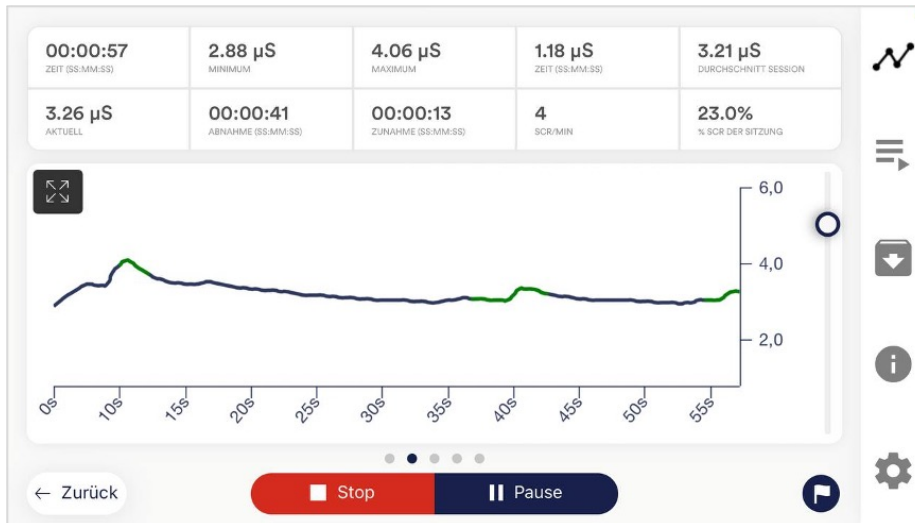 00:00:57 2.88 µS 4.06 µS 1.18 µS 3.21 µS
ZEIT (SS:MM:SS) MINIMUM MAXIMUM ZEIT (SS:MM:SS) DURCHSCHNITT SESSION
3.26 µS 00:00:41 00:00:13 4 23.0%
AKTUELL ABNAHME (SS:MM:SS) ZUNAHME (SS:MM:SS) SCR/MIN % SCR DER SITZUNG
6,0
4,0
2,0
0s 10s 15s 20s 25s 30s 35s 40s 45s 50s 55s
← Zurück Stop Pause